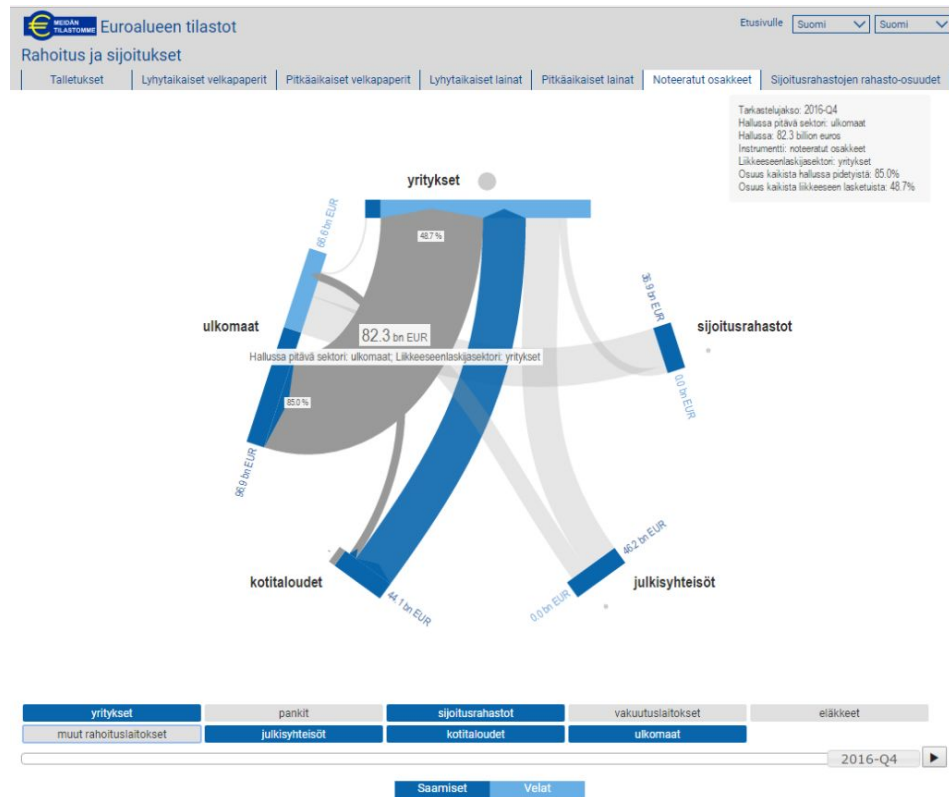 MEIDÄN
TILASTOMME
Euroalueen tilastot
Etusivulle
Suomi
Suomi
Rahoitus ja sijoitukset
Talletukset
Lyhytaikaiset velkapaperit
Pitkäaikaiset velkapaperit
Lyhytaikaiset lainat
Pitkäaikaiset lainat
Noteeratut osakkeet
Sijoitusrahastojen rahasto-osuudet
Tarkastelujakso: 2016-Q4
Hallussa pitävä sektori: ulkomaat
Hallussa: 82.3 billion euros
Instrumentti: noteeratut osakkeet
Liikkeeseenlaskijasektori: yritykset
Osuus kaikista hallussa pidetyistä: 85.0%
Osuus kaikista liikkeeseen lasketuista: 48.7%
yritykset
66.6 bn EUR
48.7 %
36.9 bn EUR
ulkomaat
sijoitusrahastot
82.3 bn EUR
Hallussa pitävä sektori: ulkomaat; Liikkeeseenlaskijasektori: yritykset
0.0 bn EUR
85.0 %
96.9 bn EUR
46.2 bn EUR
kotitaloudet
julkisyhteisöt
44.1 bn EUR
0.0 bn EUR
yritykset
pankit
sijoitusrahastot
vakuutuslaitokset
eläkkeet
muut rahoituslaitokset
julkisyhteisöt
kotitaloudet
ulkomaat
2016-Q4
Saamiset
Velat